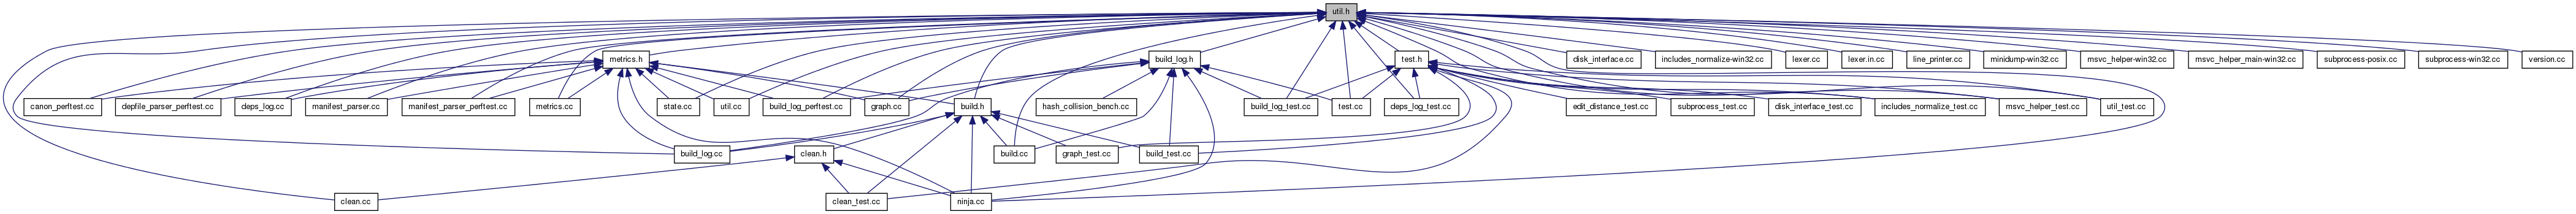 util.h
metrics.h
build_log.h
test.h
disk_interface.cc
includes_normalize-win32.cc
lexer.cc
lexer.in.cc
line_printer.cc
minidump-win32.cc
msvc_helper-win32.cc
msvc_helper_main-win32.cc
subprocess-posix.cc
subprocess-win32.cc
version.cc
canon_perftest.cc
depfile_parser_perftest.cc
deps_log.cc
manifest_parser.cc
manifest_parser_perftest.cc
metrics.cc
state.cc
util.cc
build_log_perftest.cc
graph.cc
build.h
hash_collision_bench.cc
build_log_test.cc
test.cc
deps_log_test.cc
edit_distance_test.cc
subprocess_test.cc
disk_interface_test.cc
includes_normalize_test.cc
msvc_helper_test.cc
util_test.cc
build_log.cc
clean.h
build.cc
graph_test.cc
build_test.cc
clean.cc
clean_test.cc
ninja.cc